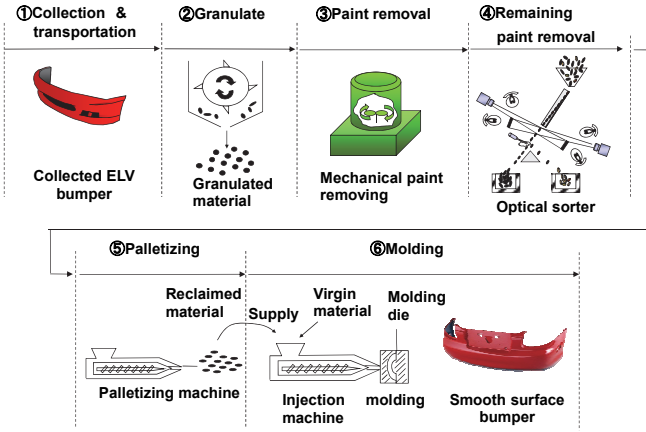 ①Collection &
transportation
②Granulate
③Paint removal
④Remaining
paint removal
Collected ELV
bumper
Granulated
material
Mechanical paint
removing
Optical sorter
⑤Palletizing
⑥Molding
Reclaimed
material
Supply
Virgin
material
Molding
die
Palletizing machine
Injection
machine
molding
Smooth surface
bumper